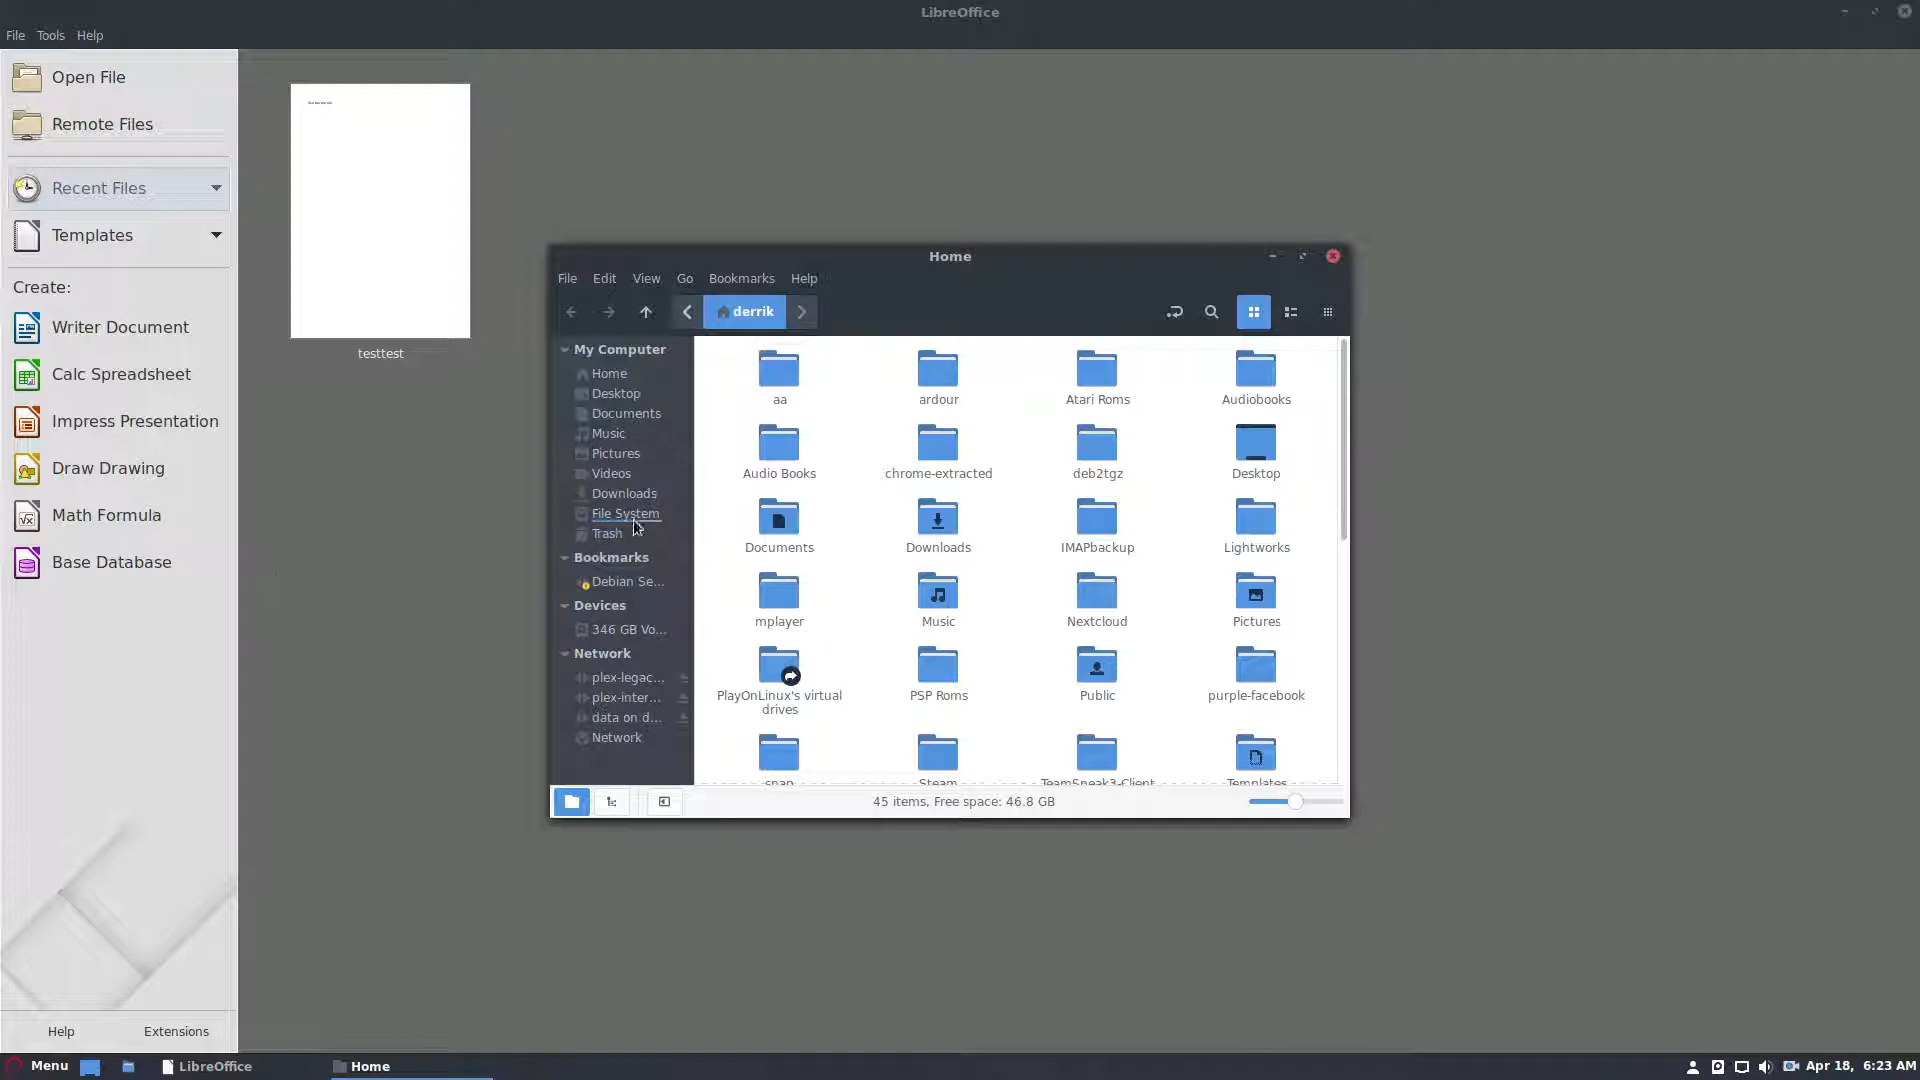 LibreOffice
File Tools Help
Open File
Remote Files
Recent Files
Templates
Create:
Writer Document
Calc Spreadsheet
Impress Presentation
Draw Drawing
Math Formula
Base Database
Help Extensions
testtest
Home
File Edit View Go Bookmarks Help
derrik
My Computer
Home
Desktop
Documents
Music
Pictures
Videos
Downloads
File System
Trash
Bookmarks
Debian Se...
Devices
346 GB Vo...
Network
plex-legac...
plex-inter...
data on d...
Network
aa ardour Atari Roms Audiobooks
Audio Books chrome-extracted deb2tgz Desktop
Documents Downloads IMAPbackup Lightworks
mplayer Music Nextcloud Pictures
PlayOnLinux's virtual drives PSP Roms Public purple-facebook
snap Steam TeamSpeak3-Client Templates
45 items, Free space: 46.8 GB
Menu LibreOffice Home Apr 18, 6:23 AM